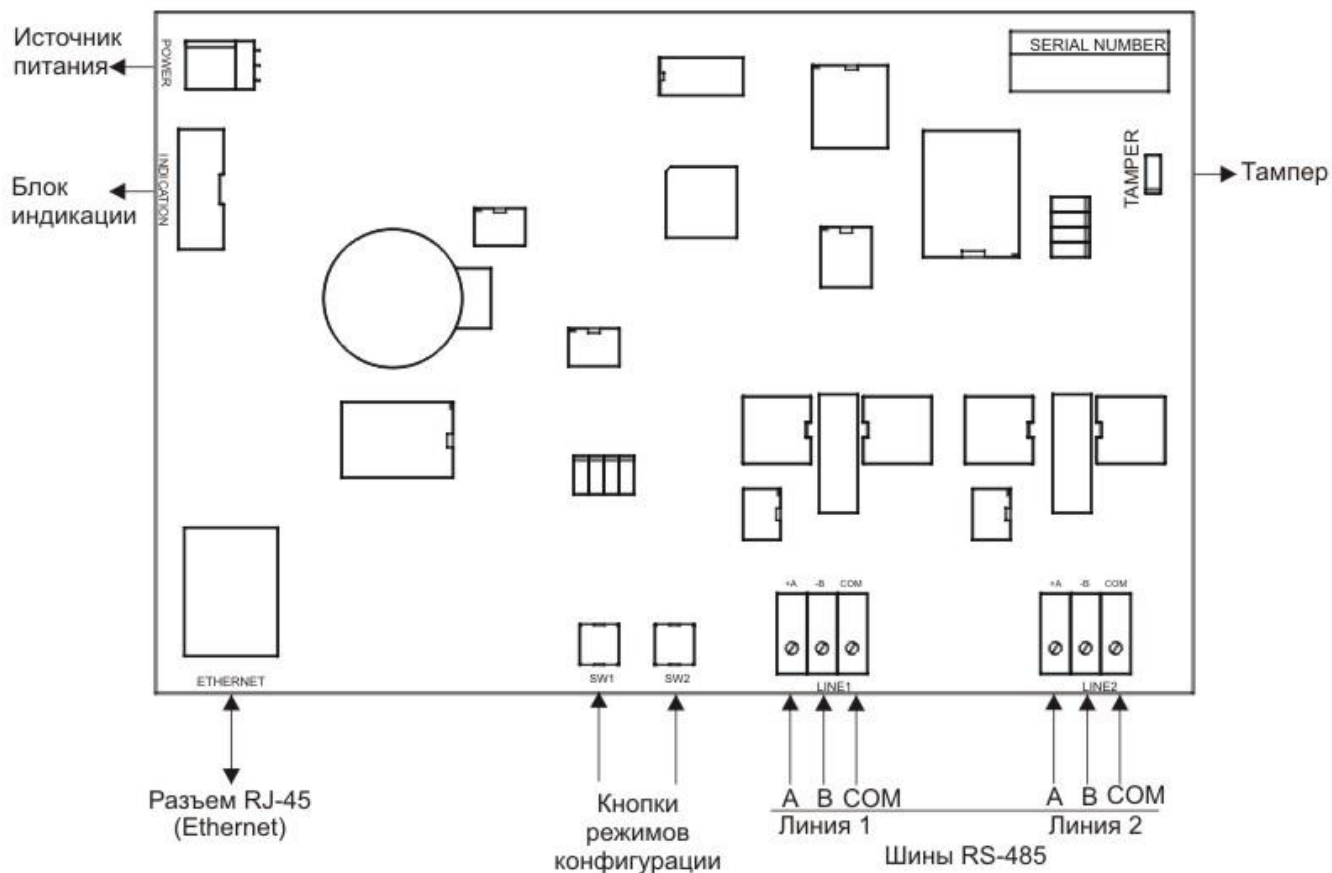 Источник
питания
POWER
SERIAL NUMBER
INDICATION
TAMPER
Тампер
Блок
индикации
+A -B COM
+A -B COM
ETHERNET
SW1
SW2
LINE1
LINE2
Разъем RJ-45
(Ethernet)
Кнопки
режимов
конфигурации
A B COM
Линия 1
A B COM
Линия 2
Шины RS-485